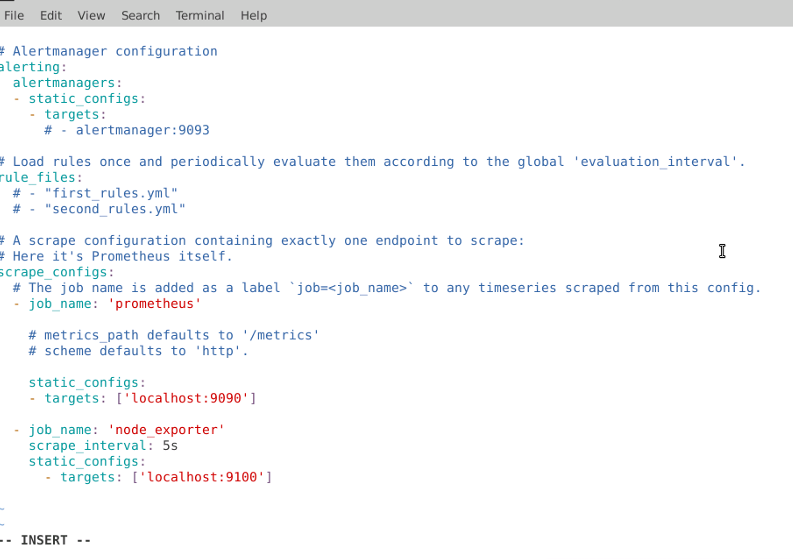 File Edit View Search Terminal Help
# Alertmanager configuration
alerting:
  alertmanagers:
  - static_configs:
    - targets:
      # - alertmanager:9093

# Load rules once and periodically evaluate them according to the global 'evaluation_interval'.
rule_files:
  # - "first_rules.yml"
  # - "second_rules.yml"

# A scrape configuration containing exactly one endpoint to scrape:
# Here it's Prometheus itself.
scrape_configs:
  # The job name is added as a label `job=<job_name>` to any timeseries scraped from this config.
  - job_name: 'prometheus'

    # metrics_path defaults to '/metrics'
    # scheme defaults to 'http'.

    static_configs:
    - targets: ['localhost:9090']

  - job_name: 'node_exporter'
    scrape_interval: 5s
    static_configs:
      - targets: ['localhost:9100']

~
~
-- INSERT --